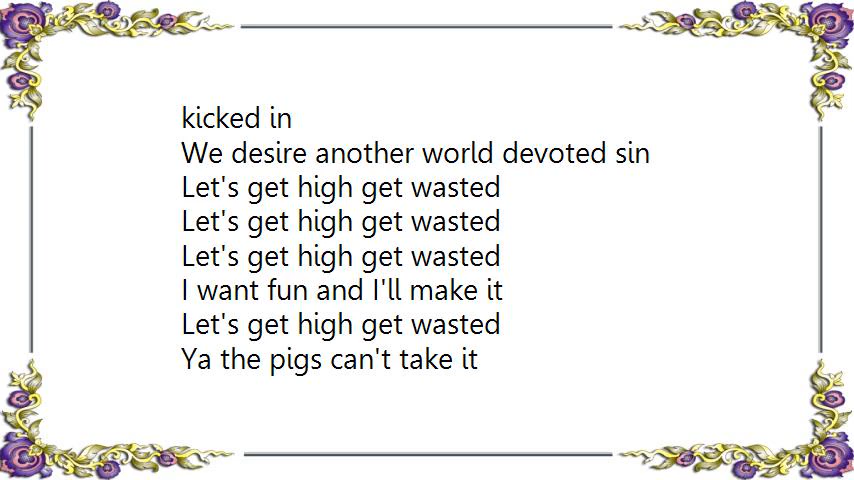 kicked in
We desire another world devoted sin
Let's get high get wasted
Let's get high get wasted
Let's get high get wasted
I want fun and I'll make it
Let's get high get wasted
Ya the pigs can't take it